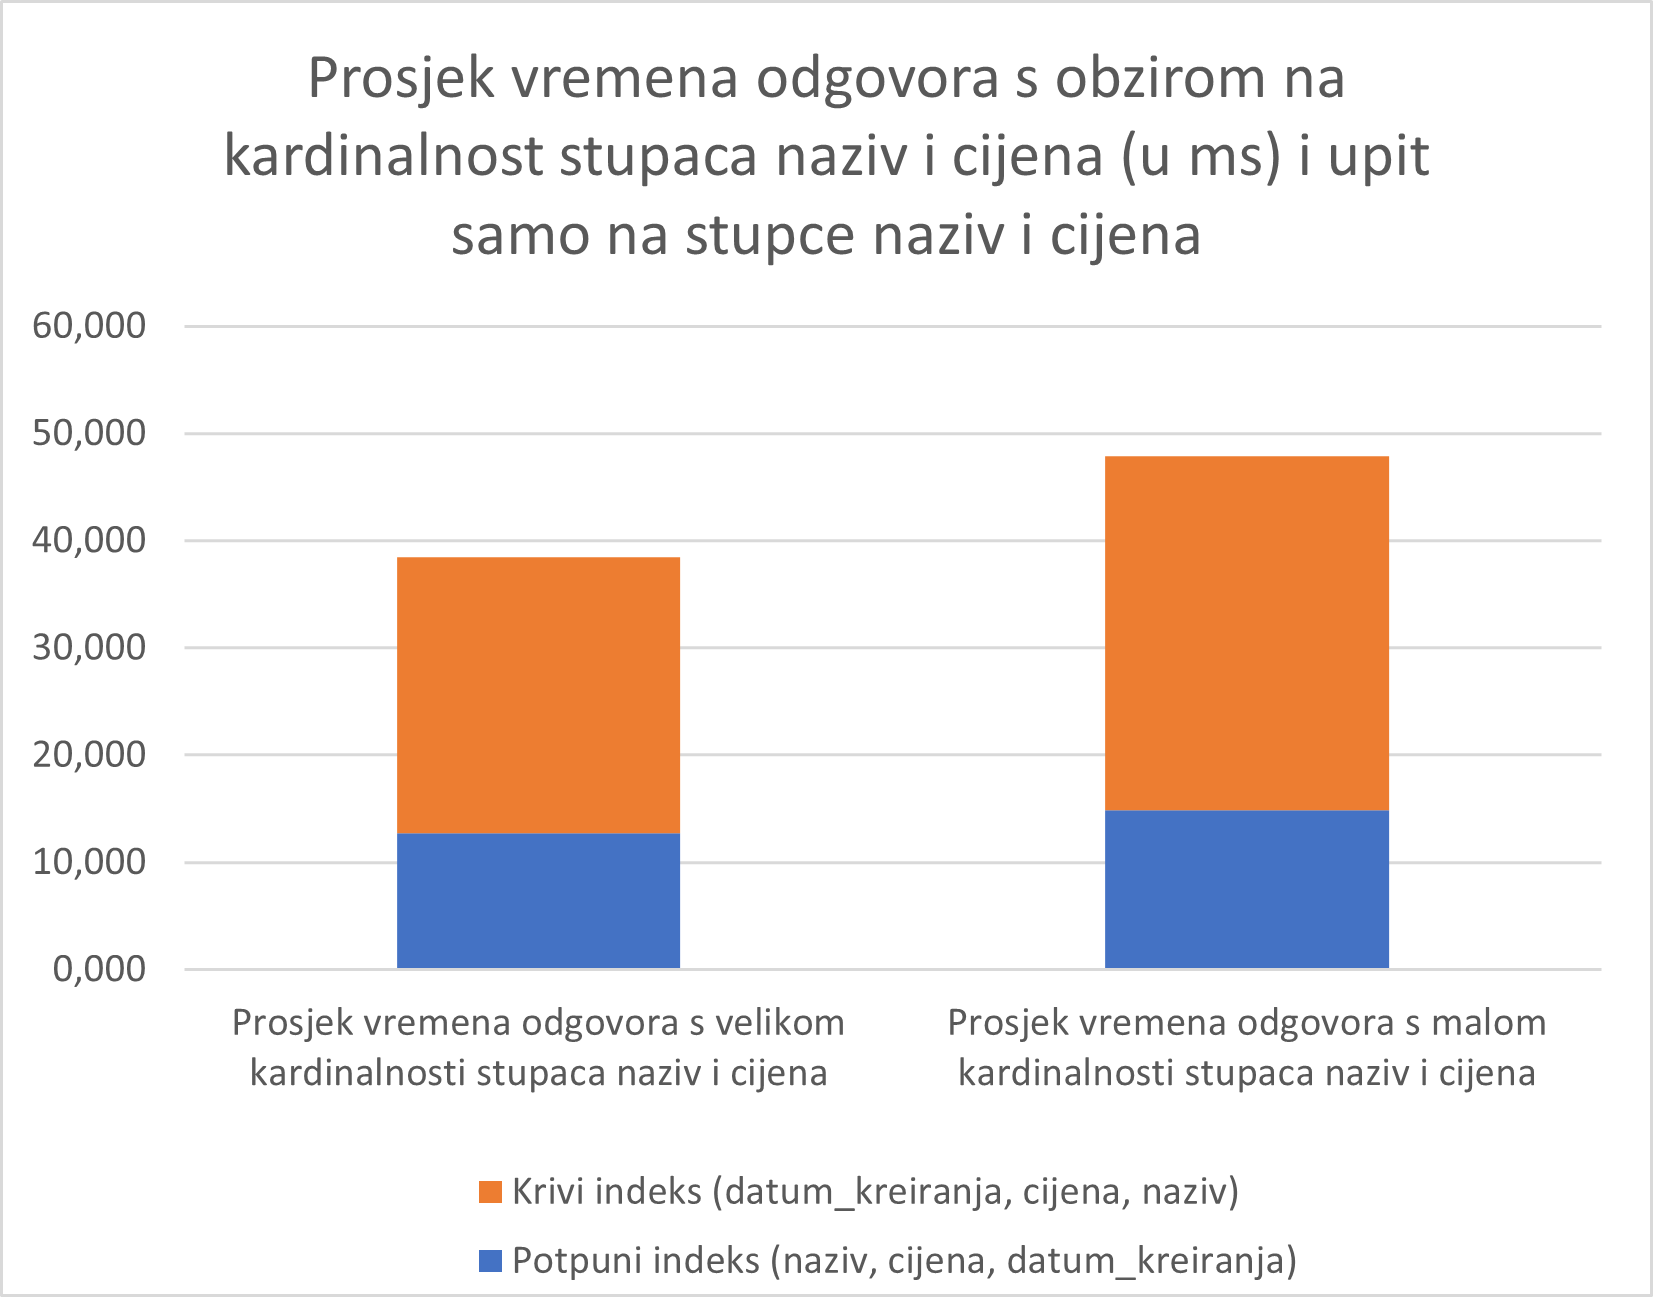 Prosjek vremena odgovora s obzirom na
kardinalnost stupaca naziv i cijena (u ms) i upit
samo na stupce naziv i cijena
60,000
50,000
40,000
30,000
20,000
10,000
0,000
Prosjek vremena odgovora s velikom
kardinalnosti stupaca naziv i cijena
Prosjek vremena odgovora s malom
kardinalnosti stupaca naziv i cijena
Krivi indeks (datum_kreiranja, cijena, naziv)
Potpuni indeks (naziv, cijena, datum_kreiranja)